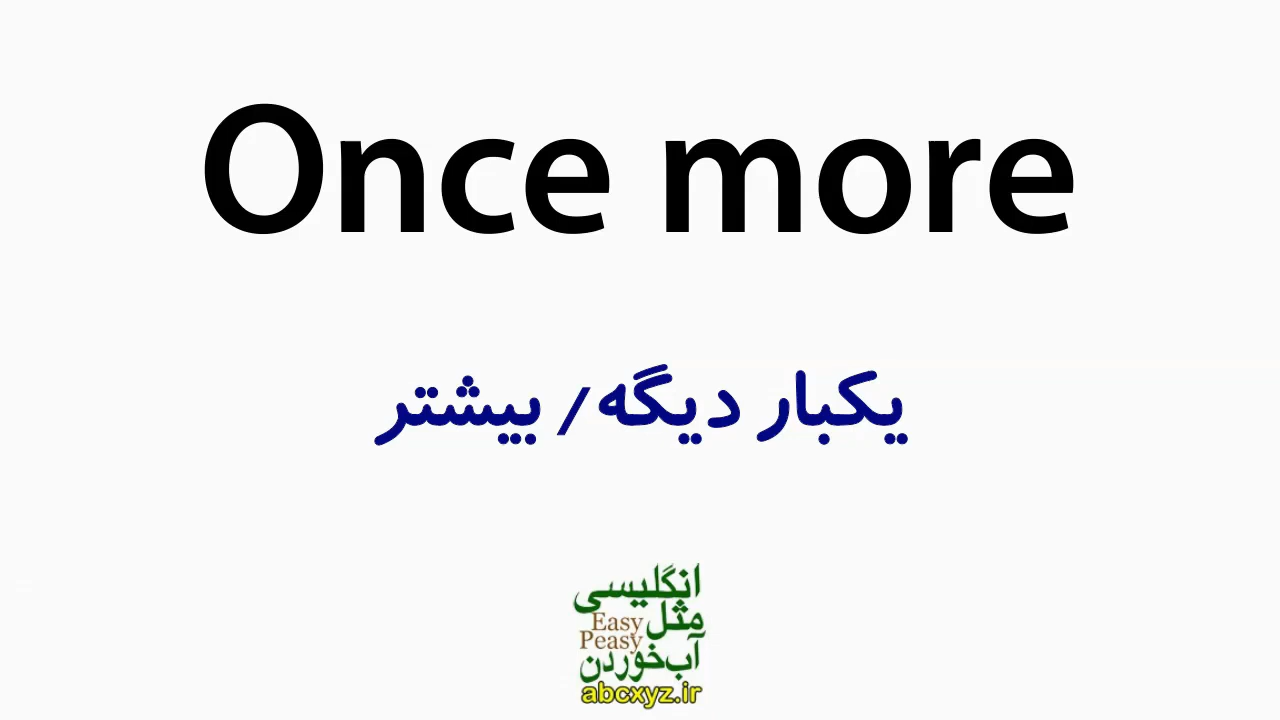 Once more
یکبار دیگه/ بیشتر
انگلیسی
مثل Easy
Peasy
آب‌خوردن
abcxyz.ir